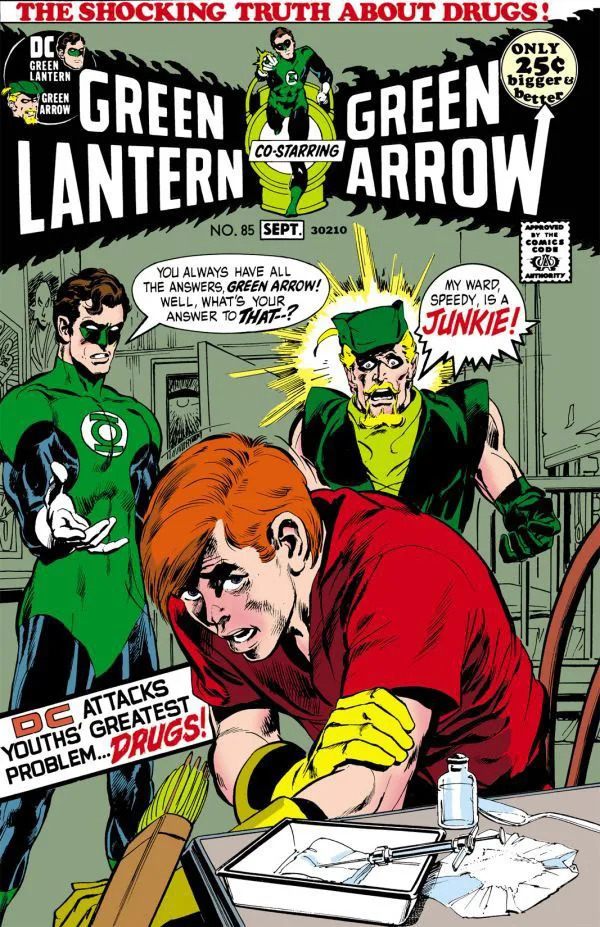 THE SHOCKING TRUTH ABOUT DRUGS!
DC
GREEN
LANTERN
GREEN
ARROW
GREEN
LANTERN
CO-STARRING
GREEN
ARROW
ONLY
25¢
bigger &
better
NO. 85 SEPT. 30210
APPROVED
BY THE
COMICS
CODE
CA
AUTHORITY
YOU ALWAYS HAVE ALL
THE ANSWERS, GREEN ARROW!
WELL, WHAT'S YOUR
ANSWER TO THAT--?
MY WARD,
SPEEDY, IS A
JUNKIE!
DC ATTACKS
YOUTHS' GREATEST
PROBLEM... DRUGS!